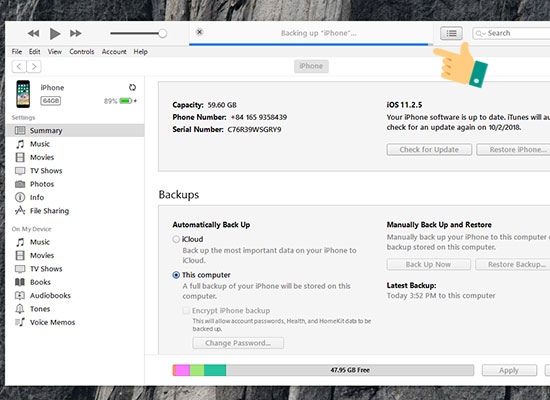 Backing up "iPhone"...
Search
File Edit View Controls Account Help
iPhone
iPhone
64GB
89%
Settings
Summary
Music
Movies
TV Shows
Photos
Info
File Sharing
On My Device
Music
Movies
TV Shows
Books
Audiobooks
Tones
Voice Memos
Capacity: 59.60 GB
Phone Number: +84 165 9358439
Serial Number: C76R39WSGRY9
iOS 11.2.5
Your iPhone software is up to date. iTunes will au
check for an update again on 10/2/2018.
Check for Update
Restore iPhone...
Backups
Automatically Back Up
iCloud
Back up the most important data on your iPhone to
iCloud.
This computer
A full backup of your iPhone will be stored on this
computer.
Encrypt iPhone backup
This will allow account passwords, Health, and HomeKit data to be
backed up.
Change Password...
Manually Back Up and Restore
Manually back up your iPhone to this computer o
backup stored on this computer.
Back Up Now
Restore Backup...
Latest Backup:
Today 3:52 PM to this computer
47.95 GB Free
Apply